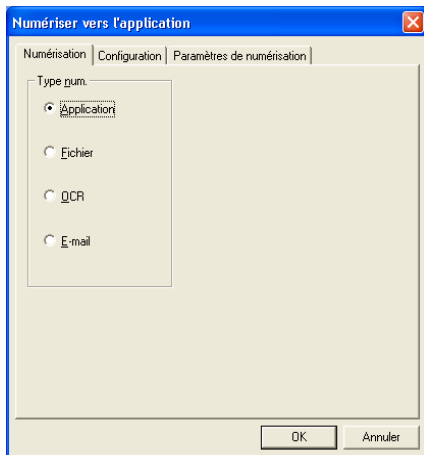 Numériser vers l'application
Numérisation Configuration Paramètres de numérisation
Type num.
Application
Fichier
OCR
E-mail
OK Annuler